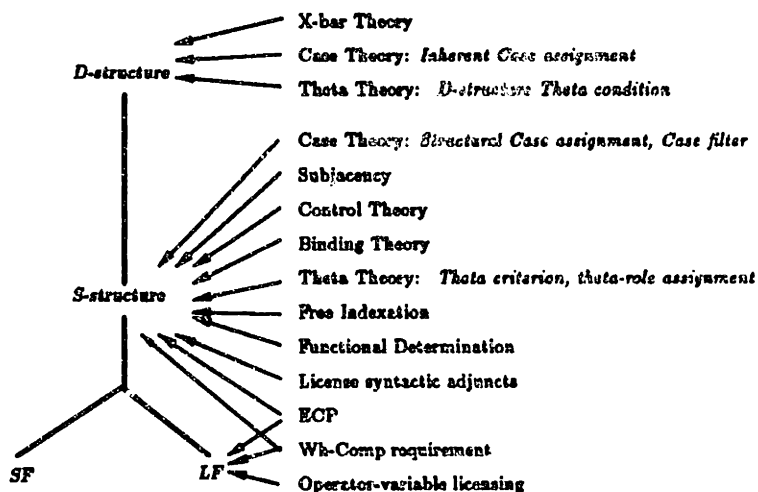 X-bar Theory
Case Theory: Inherent Case assignment
D-structure
Theta Theory: D-structure Theta condition
Case Theory: Structural Case assignment, Case filter
Subjacency
Control Theory
Binding Theory
Theta Theory: Theta criterion, theta-role assignment
S-structure
Free Indexation
Functional Determination
License syntactic adjuncts
ECP
Wh-Comp requirement
SF
LF
Operator-variable licensing